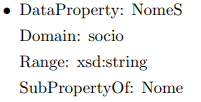 • DataProperty: NomeS
Domain: socio
Range: xsd:string
SubPropertyOf: Nome